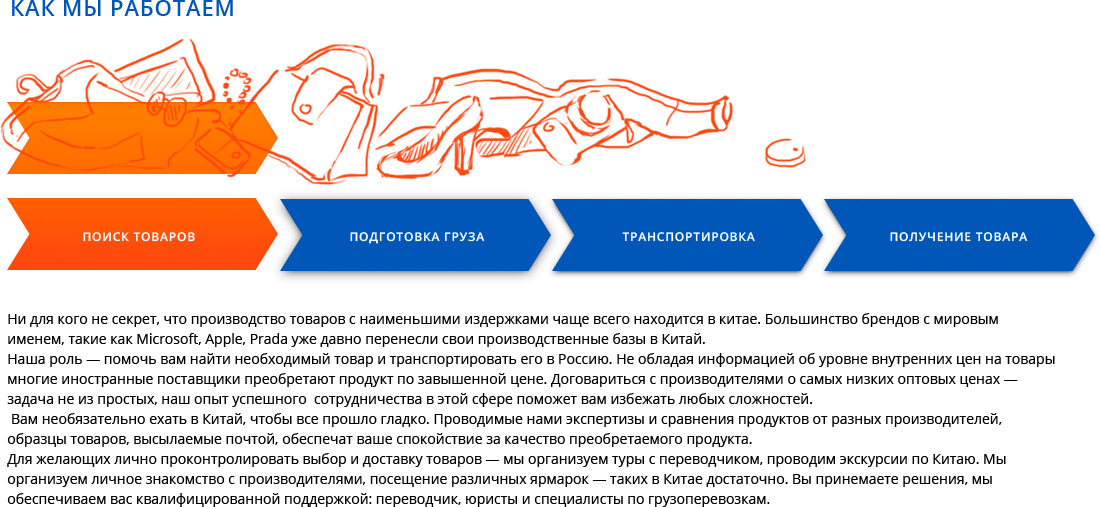 КАК МЫ РАБОТАЕМ
ПОИСК ТОВАРОВ
ПОДГОТОВКА ГРУЗА
ТРАНСПОРТИРОВКА
ПОЛУЧЕНИЕ ТОВАРА
Ни для кого не секрет, что производство товаров с наименьшими издержками чаще всего находится в китае. Большинство брендов с мировым
именем, такие как Microsoft, Apple, Prada уже давно перенесли свои производственные базы в Китай.
Наша роль — помочь вам найти необходимый товар и транспортировать его в Россию. Не обладая информацией об уровне внутренних цен на товары
многие иностранные поставщики преобретают продукт по завышенной цене. Договариться с производителями о самых низких оптовых ценах —
задача не из простых, наш опыт успешного  сотрудничества в этой сфере поможет вам избежать любых сложностей.
Вам необязательно ехать в Китай, чтобы все прошло гладко. Проводимые нами экспертизы и сравнения продуктов от разных производителей,
образцы товаров, высылаемые почтой, обеспечат ваше спокойствие за качество преобретаемого продукта.
Для желающих лично проконтролировать выбор и доставку товаров — мы организуем туры с переводчиком, проводим экскурсии по Китаю. Мы
организуем личное знакомство с производителями, посещение различных ярмарок — таких в Китае достаточно. Вы принемаете решения, мы
обеспечиваем вас квалифицированной поддержкой: переводчик, юристы и специалисты по грузоперевозкам.